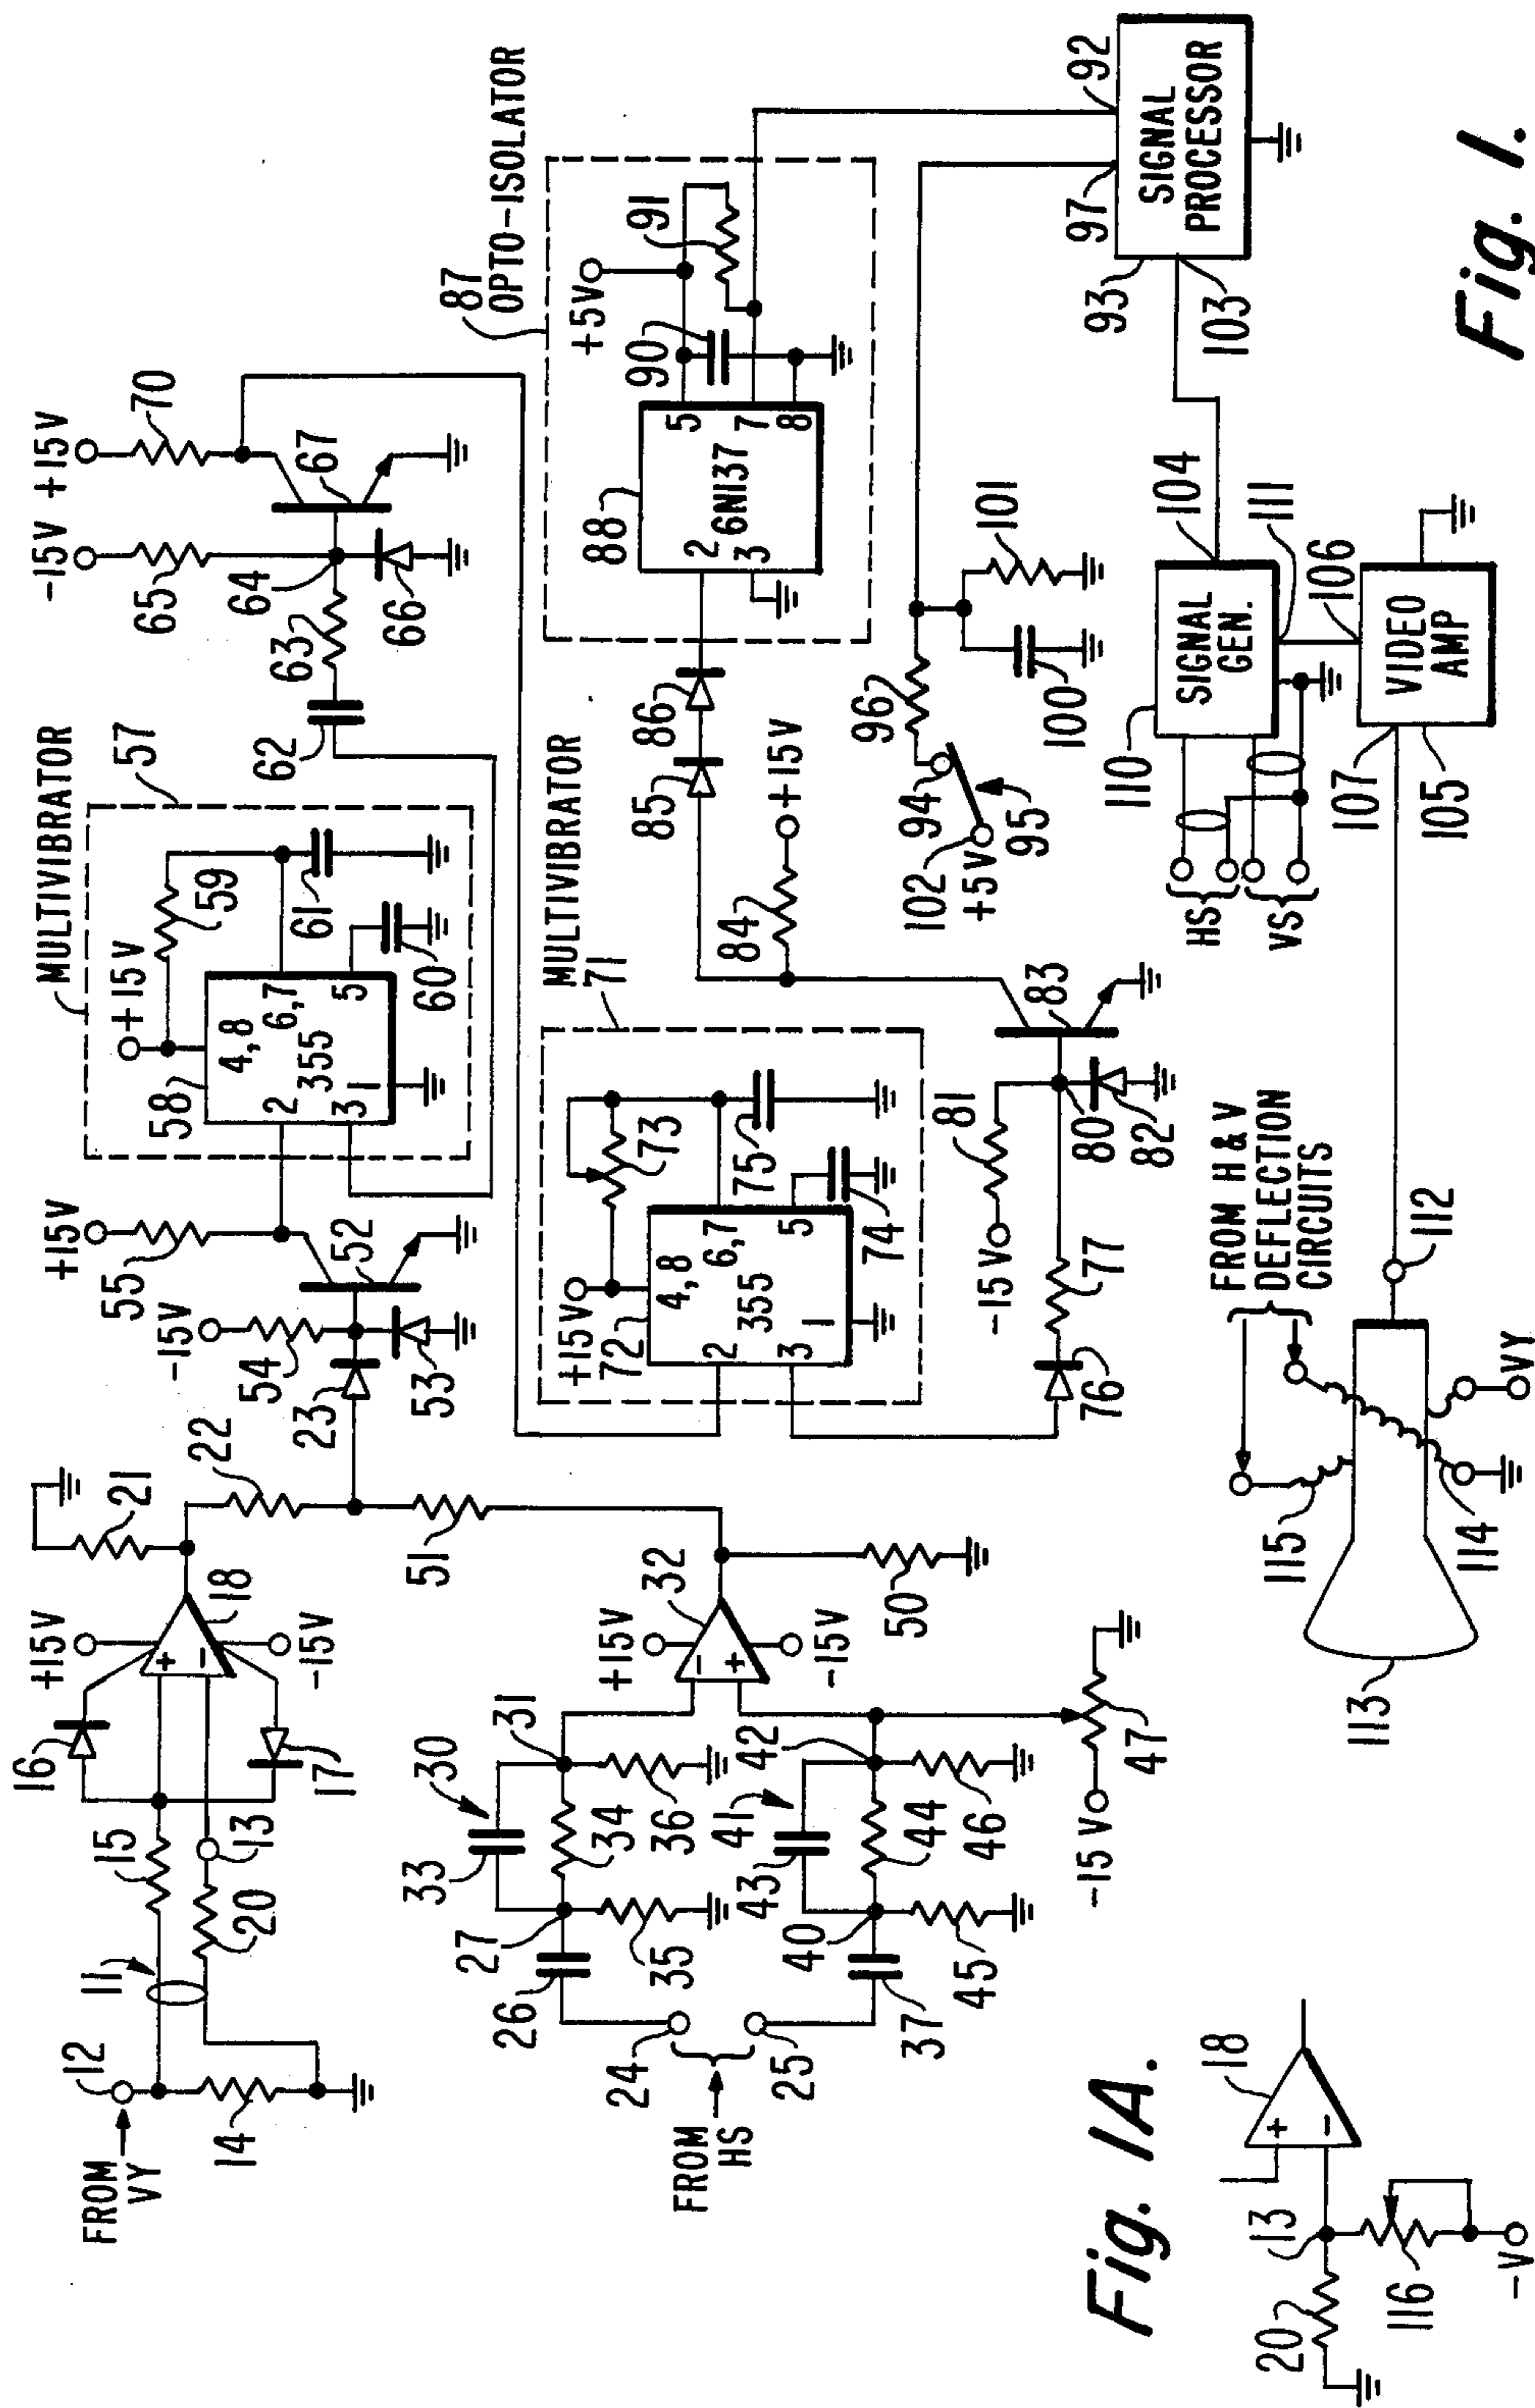 FROM
VY
12
14
11
15
20
13
16
17
+15V
18
-15V
21
22
23
-15V
54
53
+15V
55
52
MULTIVIBRATOR
57
58
+15V
4,8
2
355
6,7
3
1
5
59
61
60
62
63
64
65
66
-15V
+15V
67
70
FROM
HS
24
25
26
27
30
31
33
34
35
36
37
40
41
42
43
44
45
46
47
-15V
+15V
32
-15V
50
51
MULTIVIBRATOR
71
+15V
72
4,8
2
355
6,7
3
1
5
73
75
74
76
77
-15V
81
80
82
83
84
+15V
85
86
87
OPTO-ISOLATOR
88
2
3
6N137
5
7
8
+5V
90
91
92
97
SIGNAL
PROCESSOR
93
103
94
95
96
102
+5V
100
101
104
110
SIGNAL
GEN.
111
HS
VS
106
VIDEO
AMP
107
105
FROM H & V
DEFLECTION
CIRCUITS
112
113
114
115
VY
Fig. 1.
Fig. 1A.
18
+
-
13
20
116
-V